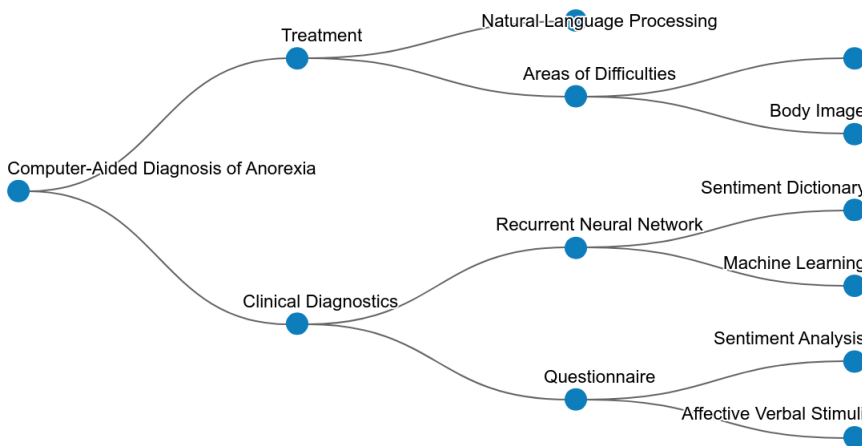 Natural Language Processing
Treatment
Areas of Difficulties
Body Image
Computer-Aided Diagnosis of Anorexia
Sentiment Dictionary
Recurrent Neural Network
Machine Learning
Clinical Diagnostics
Sentiment Analysis
Questionnaire
Affective Verbal Stimuli